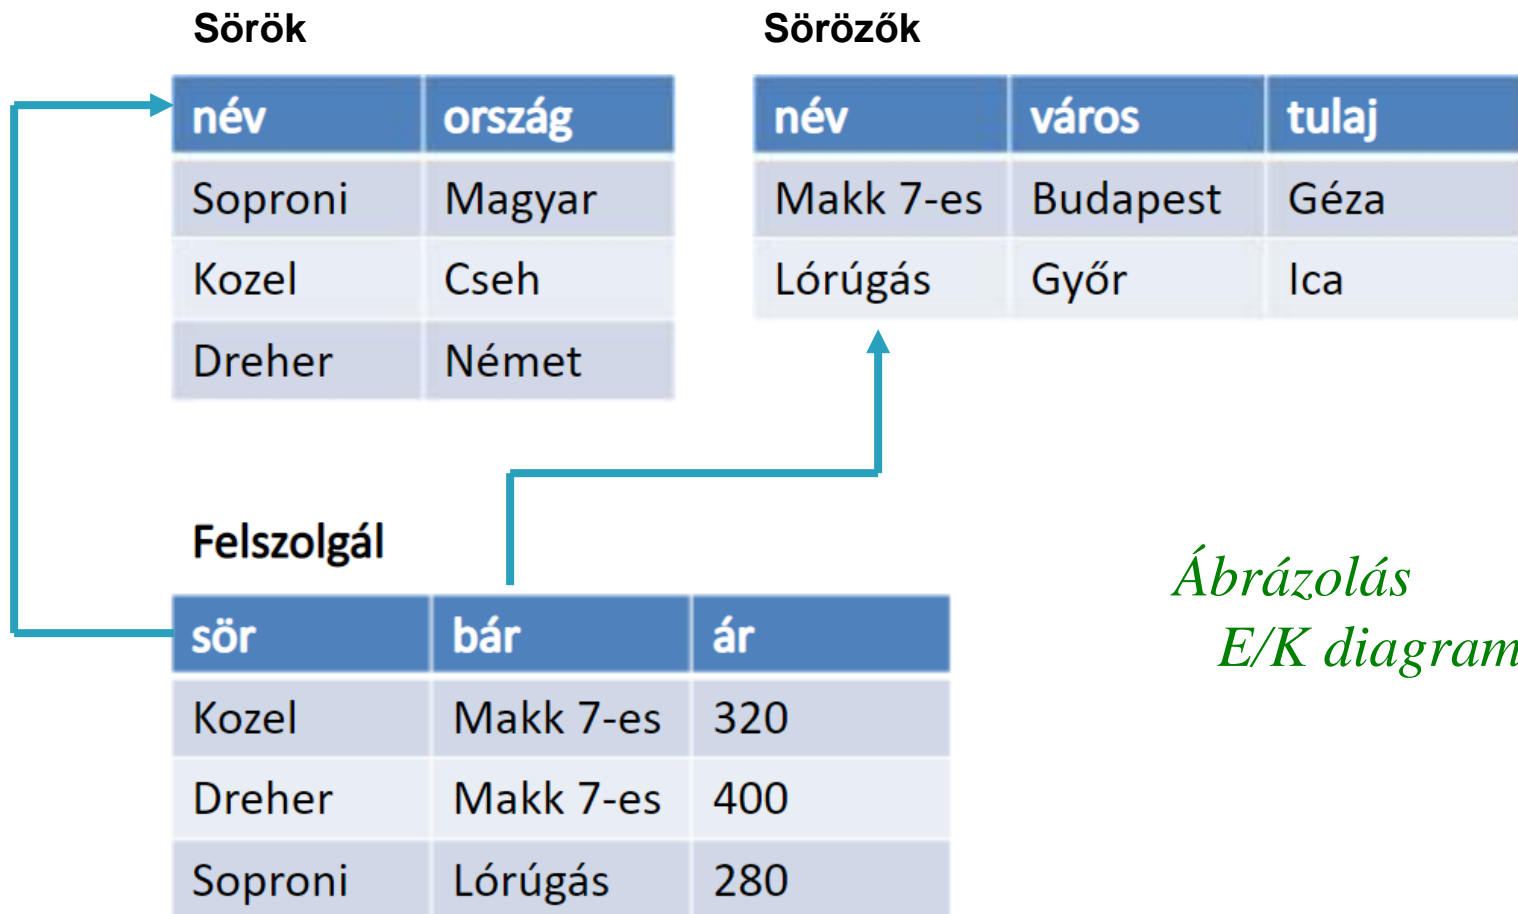 Sörök
név ország
Soproni Magyar
Kozel Cseh
Dreher Német
Sörözők
név város tulaj
Makk 7-es Budapest Géza
Lórúgás Győr Ica
Felszolgál
sör bár ár
Kozel Makk 7-es 320
Dreher Makk 7-es 400
Soproni Lórúgás 280
Ábrázolás
E/K diagram